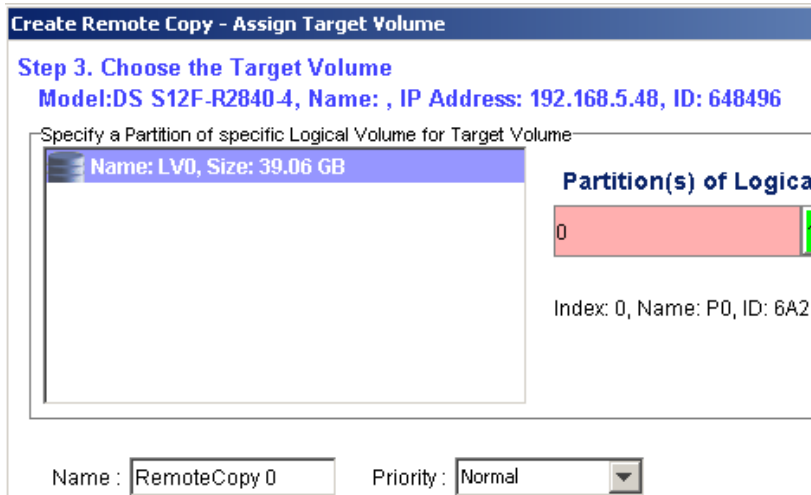 Create Remote Copy - Assign Target Volume
Step 3. Choose the Target Volume
Model:DS S12F-R2840-4, Name: , IP Address: 192.168.5.48, ID: 648496
Specify a Partition of specific Logical Volume for Target Volume
Name: LV0, Size: 39.06 GB
Partition(s) of Logica
0
Index: 0, Name: P0, ID: 6A2
Name : RemoteCopy 0 Priority : Normal